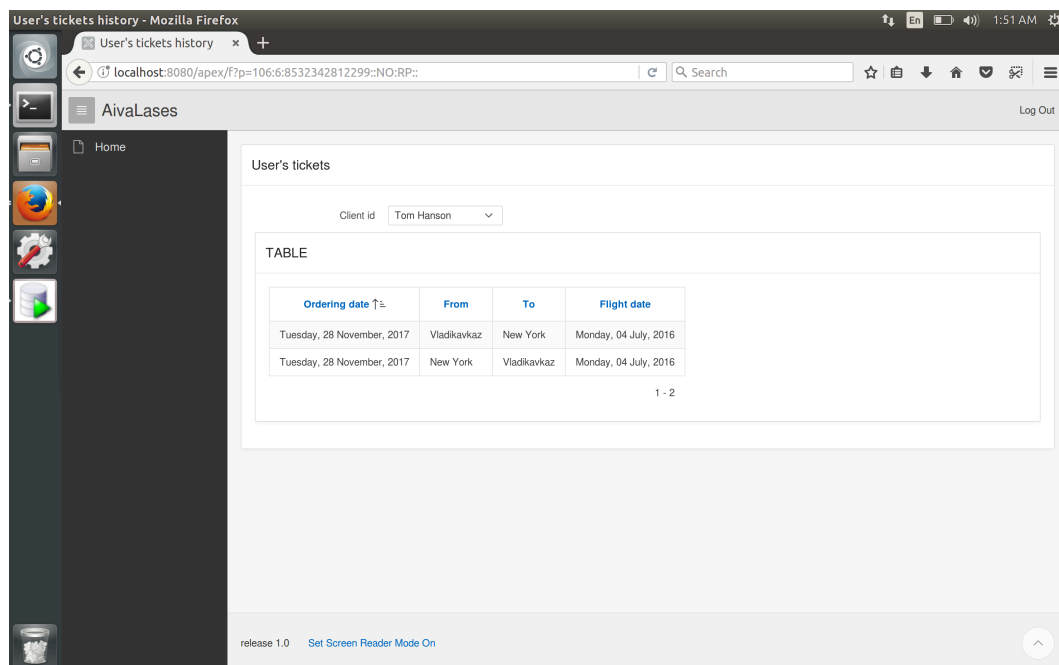 User's tickets history - Mozilla Firefox En 1:51 AM
User's tickets history × +
localhost:8080/apex/f?p=106:6:8532342812299::NO:RP:: Search
AivaLases Log Out
Home
User's tickets
Client id Tom Hanson
TABLE
Ordering date From To Flight date
Tuesday, 28 November, 2017 Vladikavkaz New York Monday, 04 July, 2016
Tuesday, 28 November, 2017 New York Vladikavkaz Monday, 04 July, 2016
1 - 2
release 1.0 Set Screen Reader Mode On